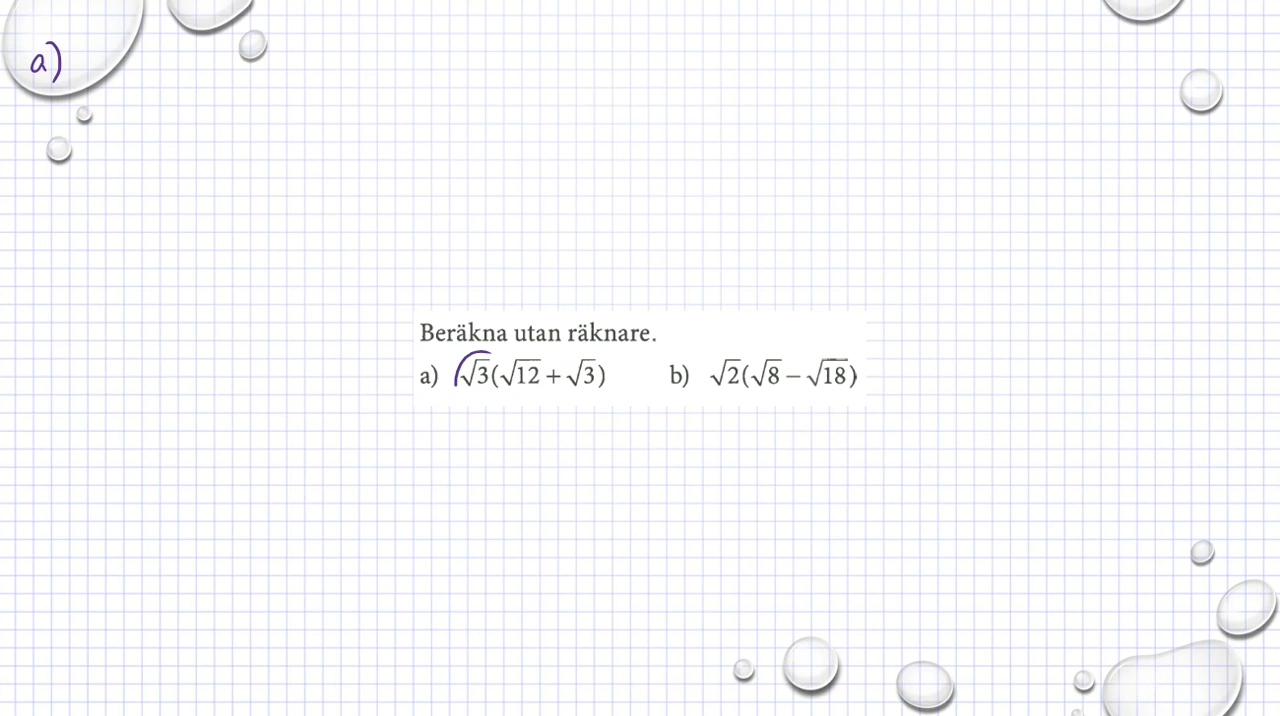 a)
Beräkna utan räknare.
a) √3(√12 + √3) b) √2(√8 − √18)